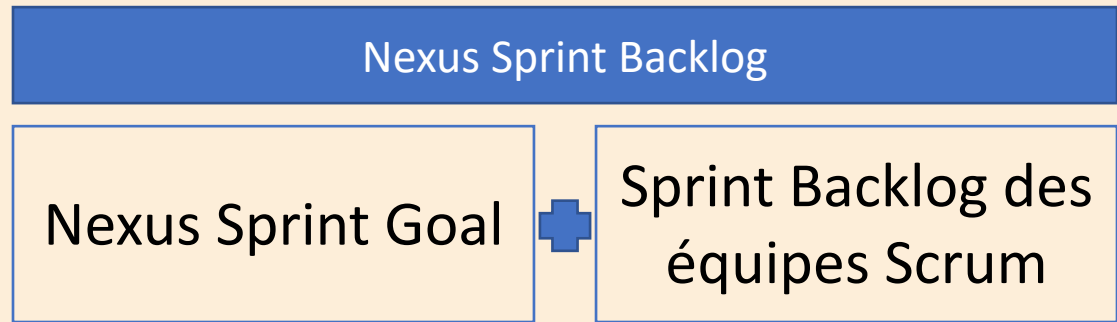 Nexus Sprint Backlog
Nexus Sprint Goal
Sprint Backlog des
équipes Scrum